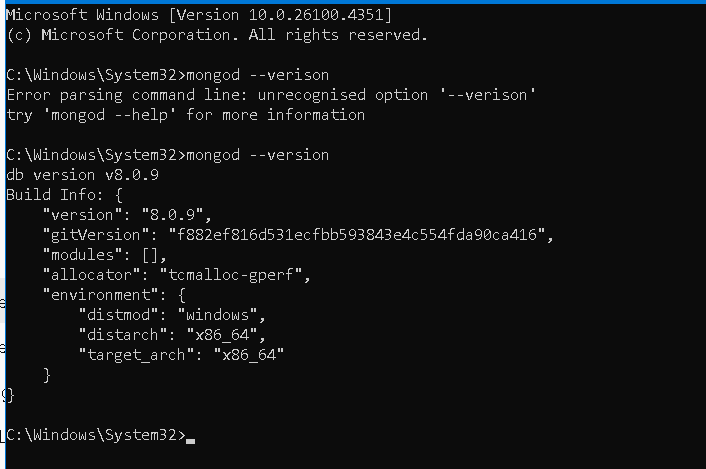 Microsoft Windows [Version 10.0.26100.4351]
(c) Microsoft Corporation. All rights reserved.
C:\Windows\System32>mongod --verison
Error parsing command line: unrecognised option '--verison'
try 'mongod --help' for more information
C:\Windows\System32>mongod --version
db version v8.0.9
Build Info: {
    "version": "8.0.9",
    "gitVersion": "f882ef816d531ecfbb593843e4c554fda90ca416",
    "modules": [],
    "allocator": "tcmalloc-gperf",
    "environment": {
        "distmod": "windows",
        "distarch": "x86_64",
        "target_arch": "x86_64"
    }
}
C:\Windows\System32>